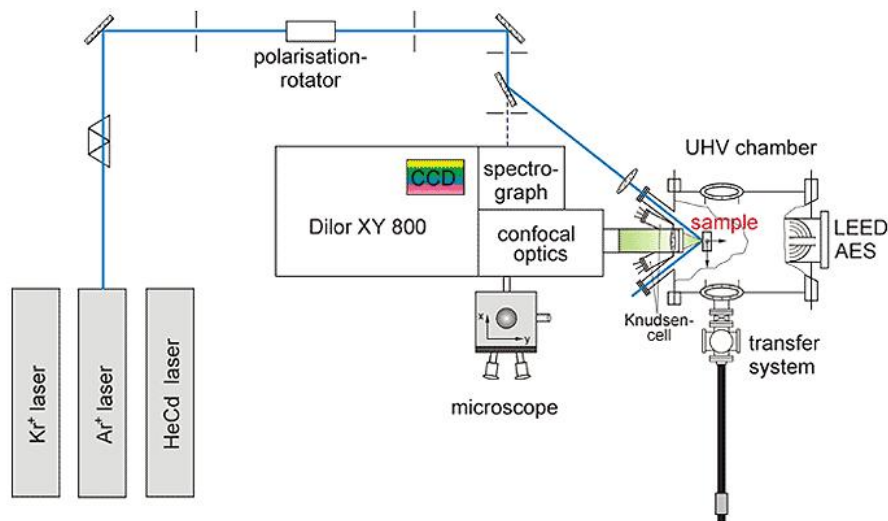 polarisation-
rotator
UHV chamber
CCD
spectro-
graph
sample
Dilor XY 800
confocal
optics
LEED
AES
Knudsen-
cell
x
y
transfer
system
microscope
Kr⁺ laser
Ar⁺ laser
HeCd laser